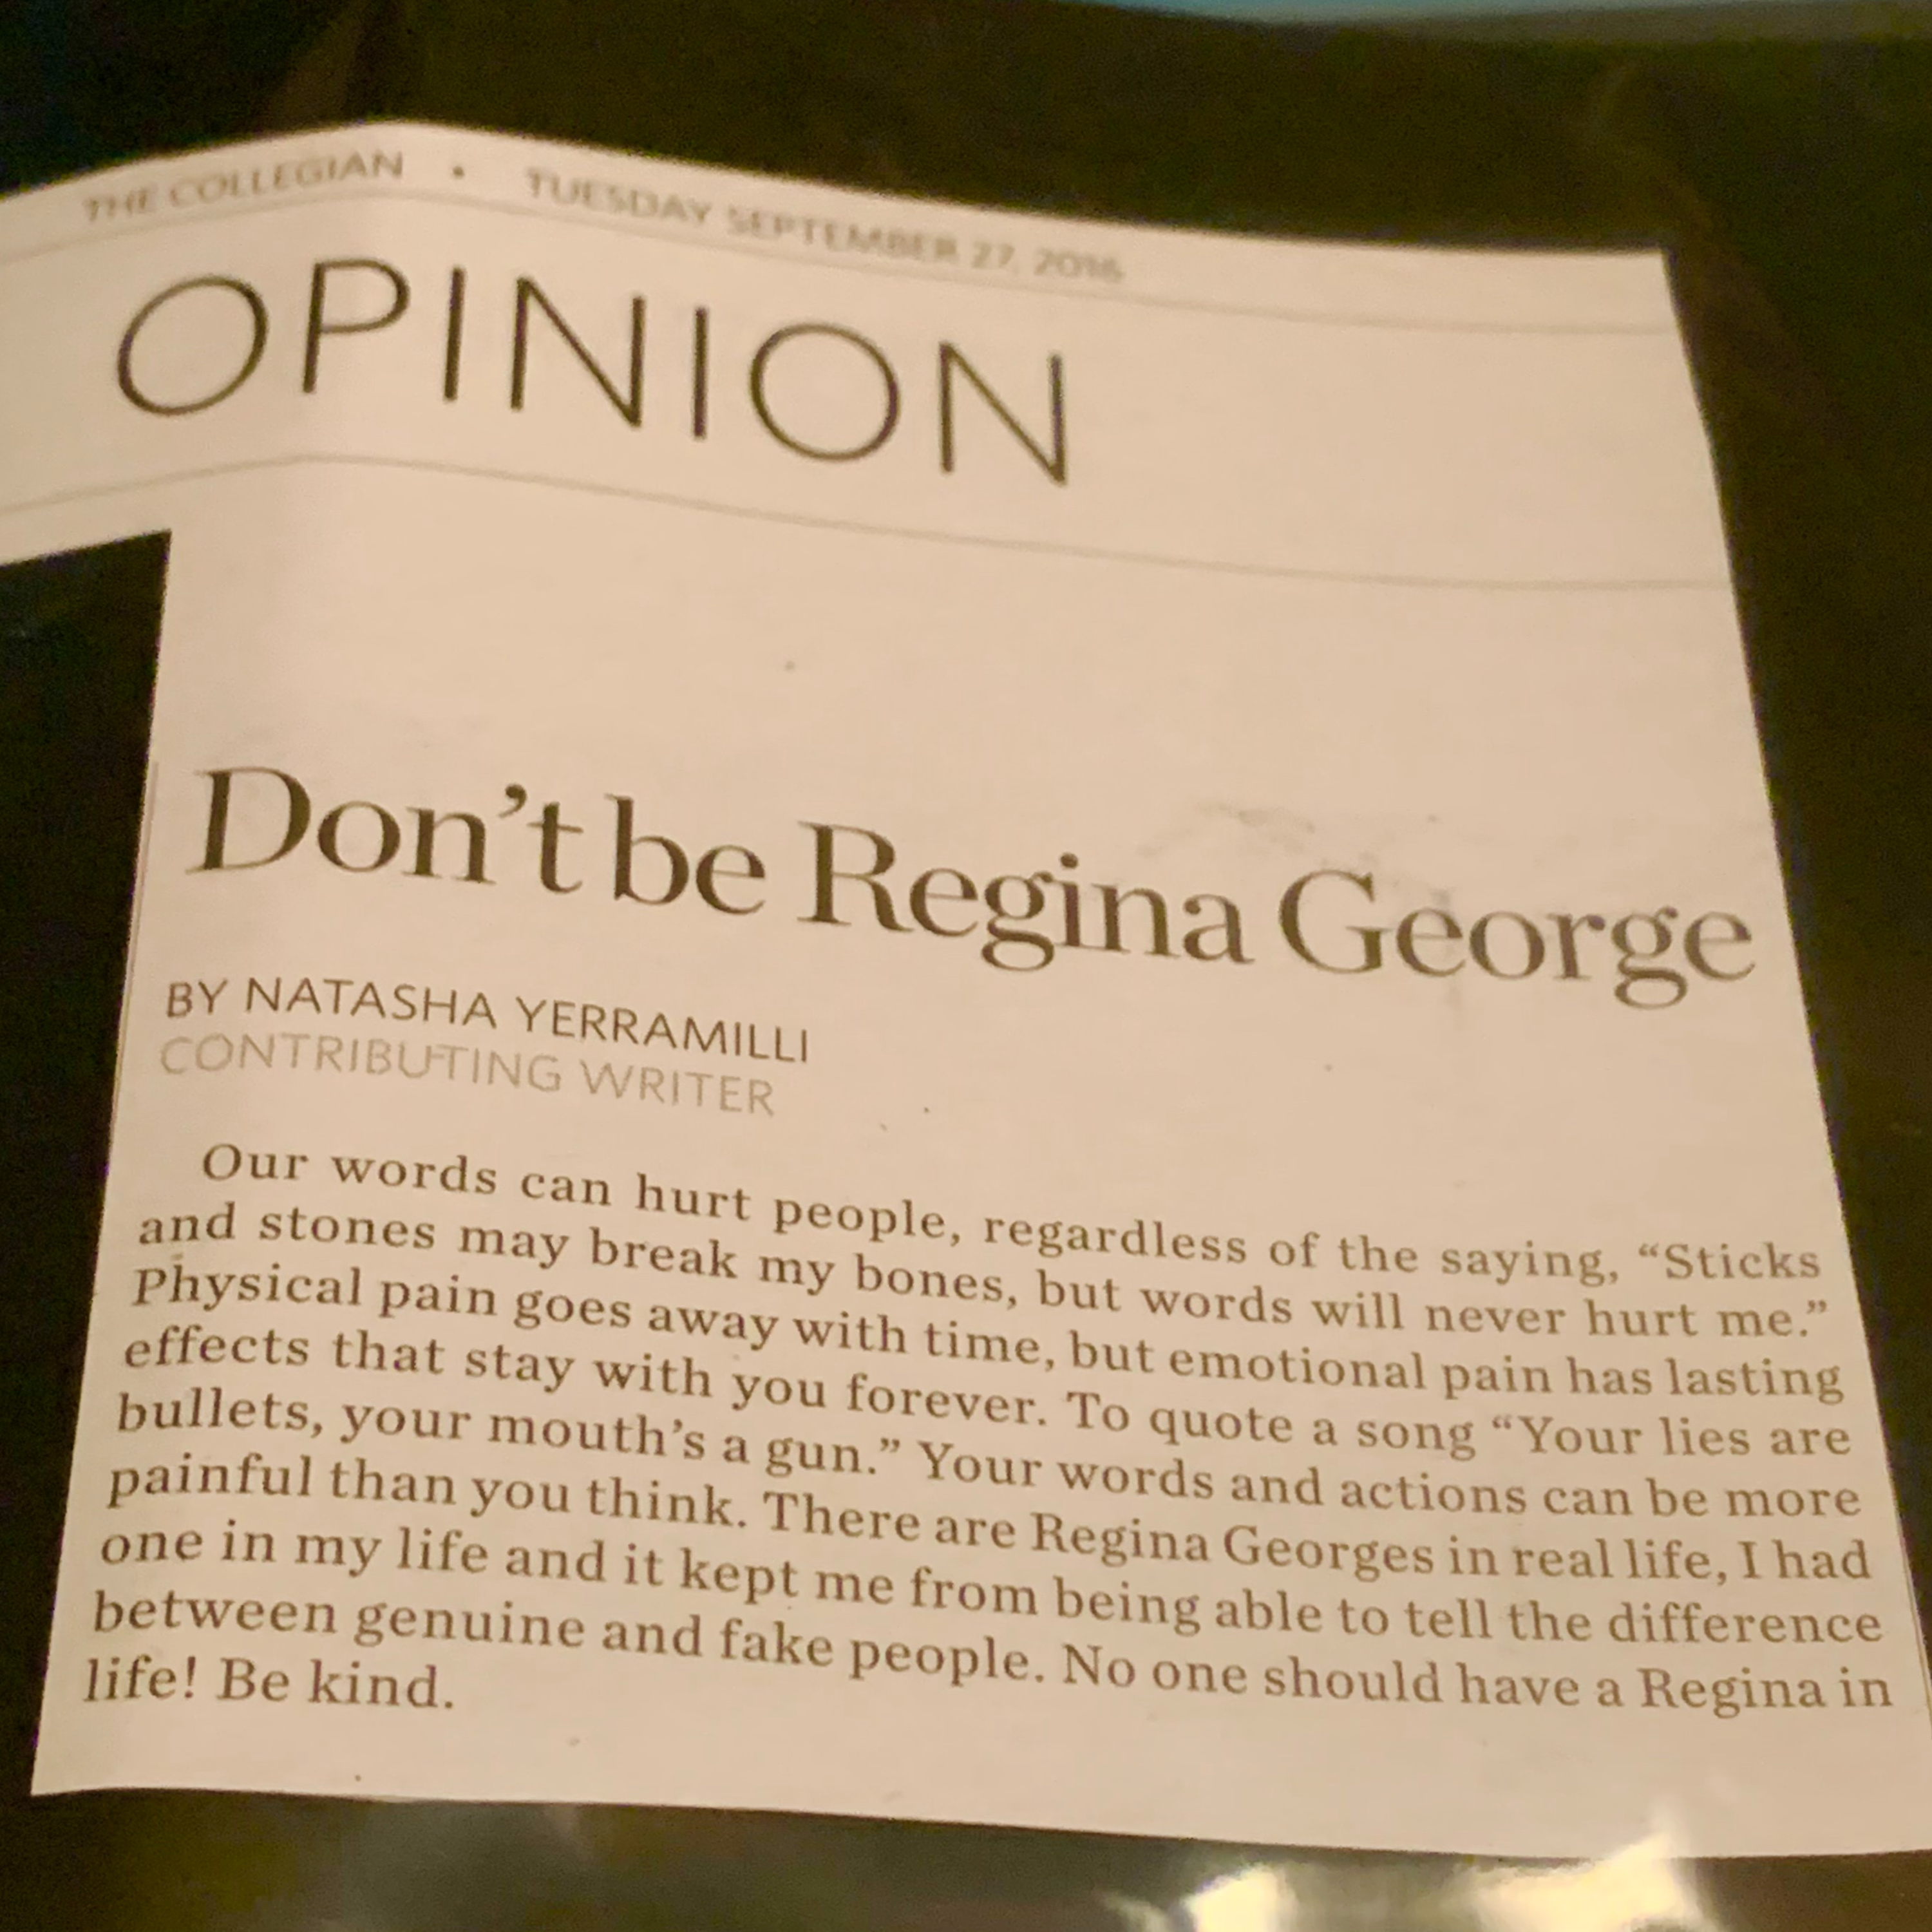 THE COLLEGIAN • TUESDAY SEPTEMBER 27, 2016
OPINION
Don't be Regina George
BY NATASHA YERRAMILLI
CONTRIBUTING WRITER
Our words can hurt people, regardless of the saying, “Sticks
and stones may break my bones, but words will never hurt me.”
Physical pain goes away with time, but emotional pain has lasting
effects that stay with you forever. To quote a song “Your lies are
bullets, your mouth’s a gun.” Your words and actions can be more
painful than you think. There are Regina Georges in real life, I had
one in my life and it kept me from being able to tell the difference
between genuine and fake people. No one should have a Regina in
life! Be kind.